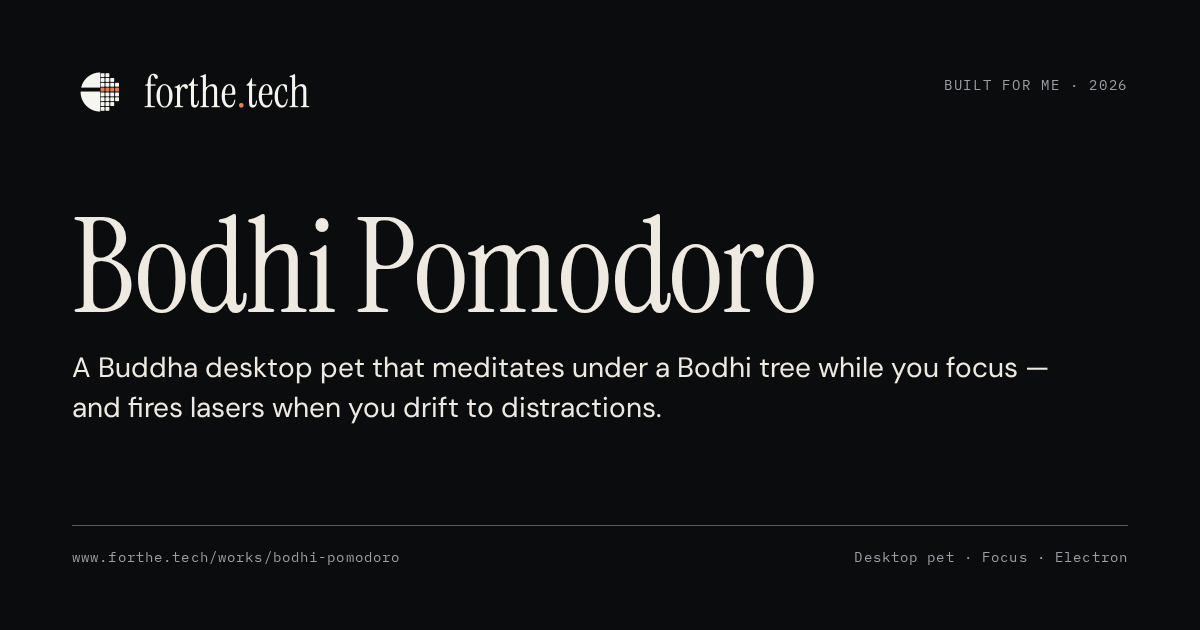 forthe.tech
BUILT FOR ME · 2026
Bodhi Pomodoro
A Buddha desktop pet that meditates under a Bodhi tree while you focus —
and fires lasers when you drift to distractions.
www.forthe.tech/works/bodhi-pomodoro
Desktop pet · Focus · Electron